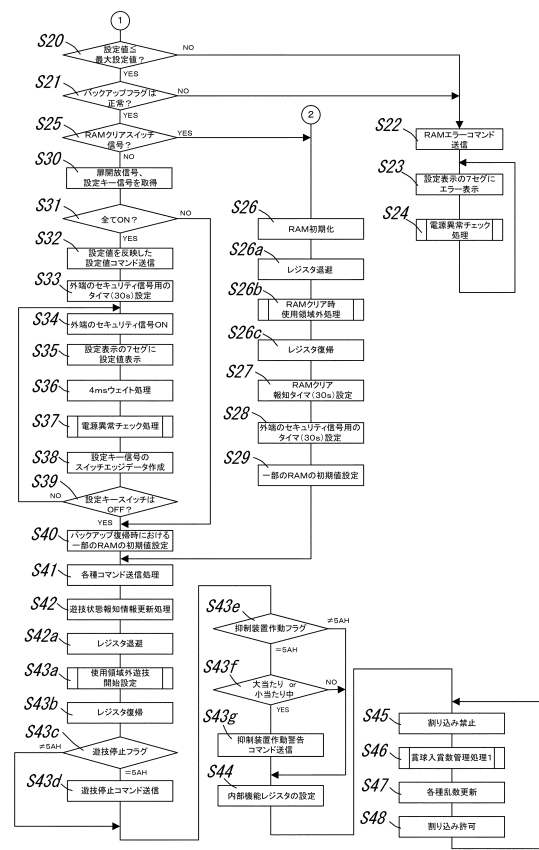 1
S20
設定値≦
最大設定値?
NO
YES
S21
バックアップフラグは
正常?
NO
YES
S25
RAMクリアスイッチ
信号?
YES
NO
2
S22
RAMエラーコマンド
送信
S23
設定表示の7セグに
エラー表示
S24
電源異常チェック
処理
S30
扉開放信号、
設定キー信号を取得
S31
全てON?
NO
YES
S32
設定値を反映した
設定値コマンド送信
S33
外端のセキュリティ信号用の
タイマ(30s)設定
S34
外端のセキュリティ信号ON
S35
設定表示の7セグに
設定値表示
S36
4msウェイト処理
S37
電源異常チェック処理
S38
設定キー信号の
スイッチエッジデータ作成
S39
設定キースイッチは
OFF?
NO
YES
S40
バックアップ復帰時における
一部のRAMの初期値設定
S26
RAM初期化
S26a
レジスタ退避
S26b
RAMクリア時
使用領域外処理
S26c
レジスタ復帰
S27
RAMクリア
報知タイマ(30s)設定
S28
外端のセキュリティ信号用の
タイマ(30s)設定
S29
一部のRAMの初期値設定
S41
各種コマンド送信処理
S42
遊技状態報知情報更新処理
S42a
レジスタ退避
S43a
使用領域外遊技
開始設定
S43b
レジスタ復帰
S43c
遊技停止フラグ
≠5AH
=5AH
S43d
遊技停止コマンド送信
S43e
抑制装置作動フラグ
≠5AH
=5AH
S43f
大当たり or
小当たり中
NO
YES
S43g
抑制装置作動警告
コマンド送信
S44
内部機能レジスタの設定
S45
割り込み禁止
S46
賞球入賞数管理処理1
S47
各種乱数更新
S48
割り込み許可